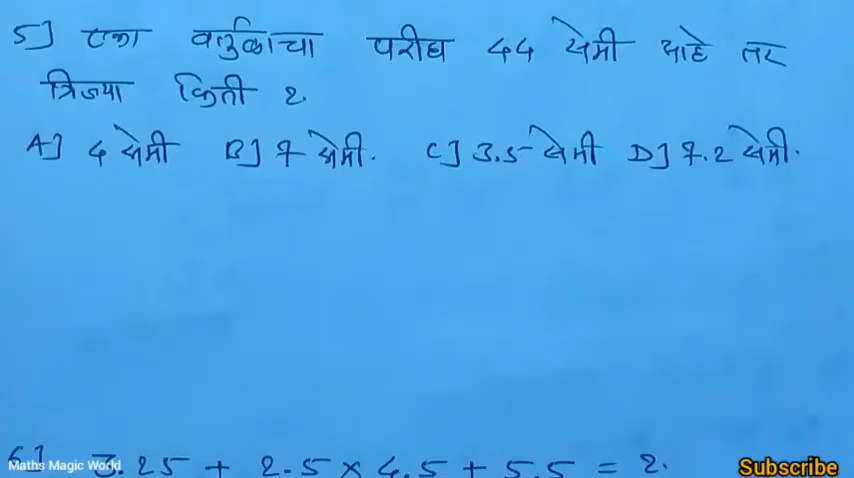 5] एका वर्तुळाचा परीघ 44 सेमी आहे तर
त्रिज्या किती ?
A] 4 सेमी B] 7 सेमी. C] 3.5 सेमी D] 7.2 सेमी.
6] 3.25 + 2.5 × 4.5 + 5.5 = ?
Maths Magic World
Subscribe